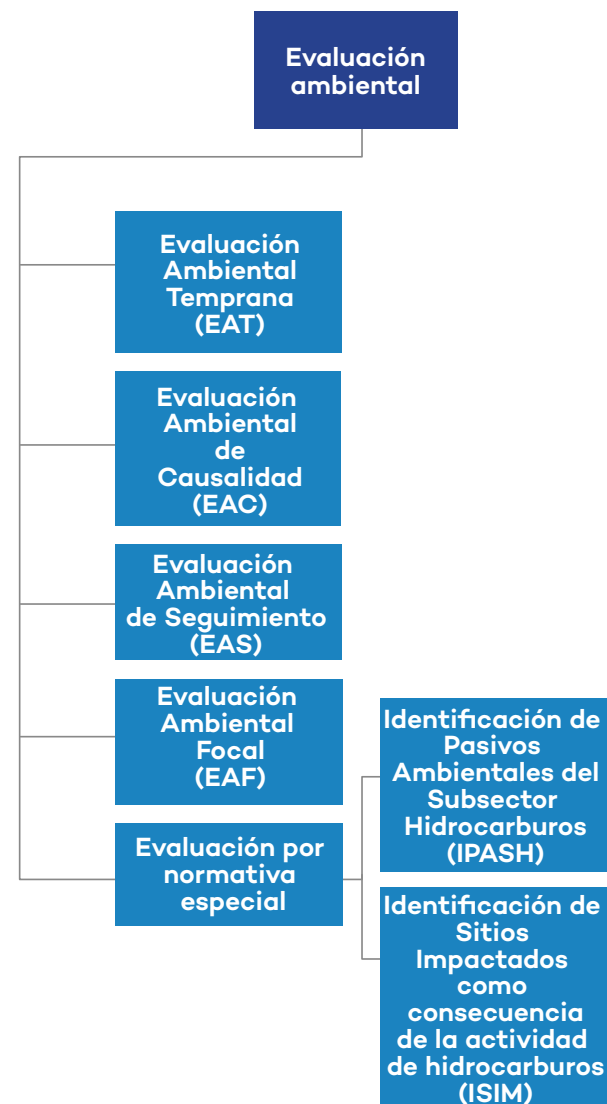 Evaluación
ambiental
Evaluación
Ambiental
Temprana
(EAT)
Evaluación
Ambiental
de
Causalidad
(EAC)
Evaluación
Ambiental
de Seguimiento
(EAS)
Evaluación
Ambiental
Focal
(EAF)
Evaluación por
normativa
especial
Identificación de
Pasivos
Ambientales del
Subsector
Hidrocarburos
(IPASH)
Identificación de
Sitios
Impactados
como
consecuencia
de la actividad
de hidrocarburos
(ISIM)